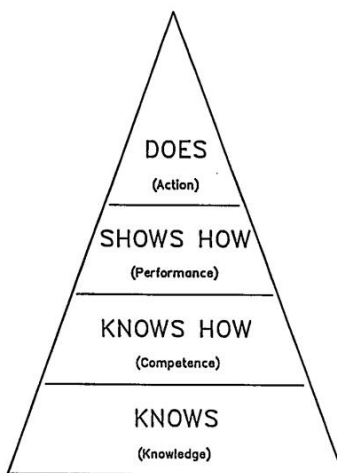 DOES
(Action)
SHOWS HOW
(Performance)
KNOWS HOW
(Competence)
KNOWS
(Knowledge)